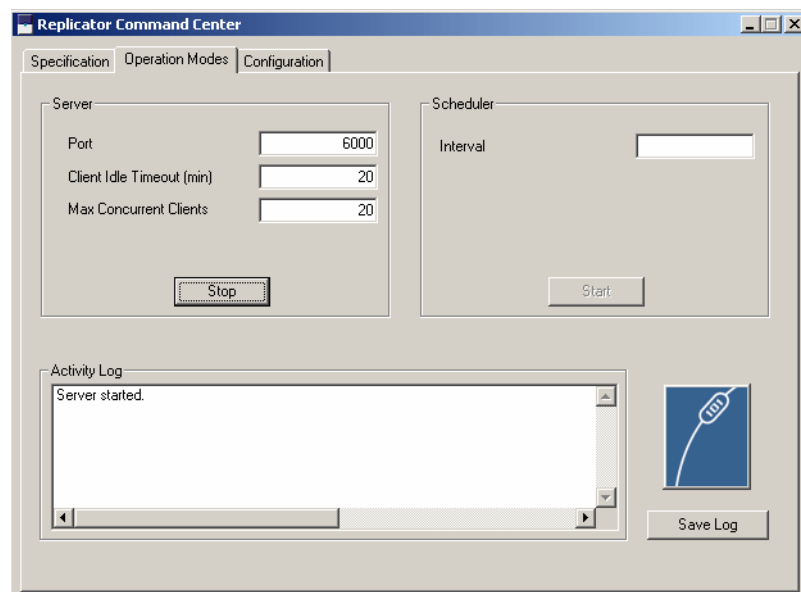 Replicator Command Center
Specification
Operation Modes
Configuration
Server
Port
6000
Client Idle Timeout (min)
20
Max Concurrent Clients
20
Stop
Scheduler
Interval
Start
Activity Log
Server started.
101
Save Log